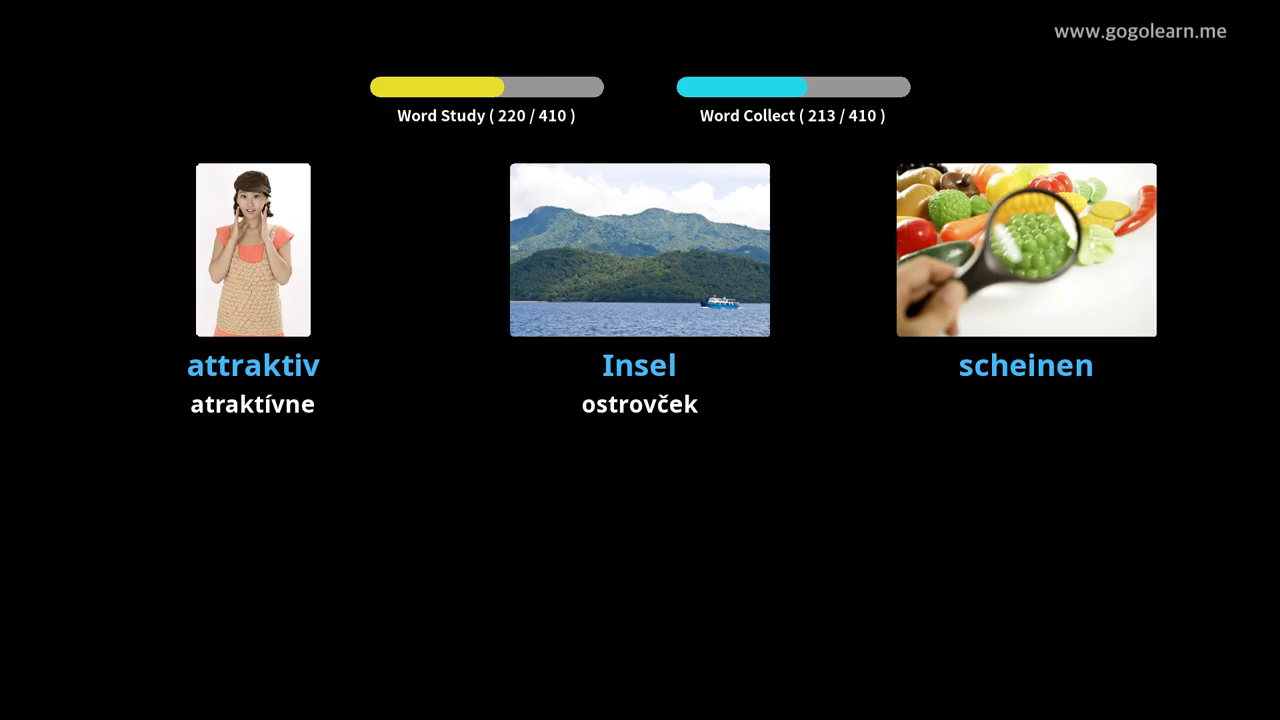 www.gogolearn.me
Word Study ( 220 / 410 )
Word Collect ( 213 / 410 )
attraktiv
Insel
scheinen
atraktívne
ostrovček